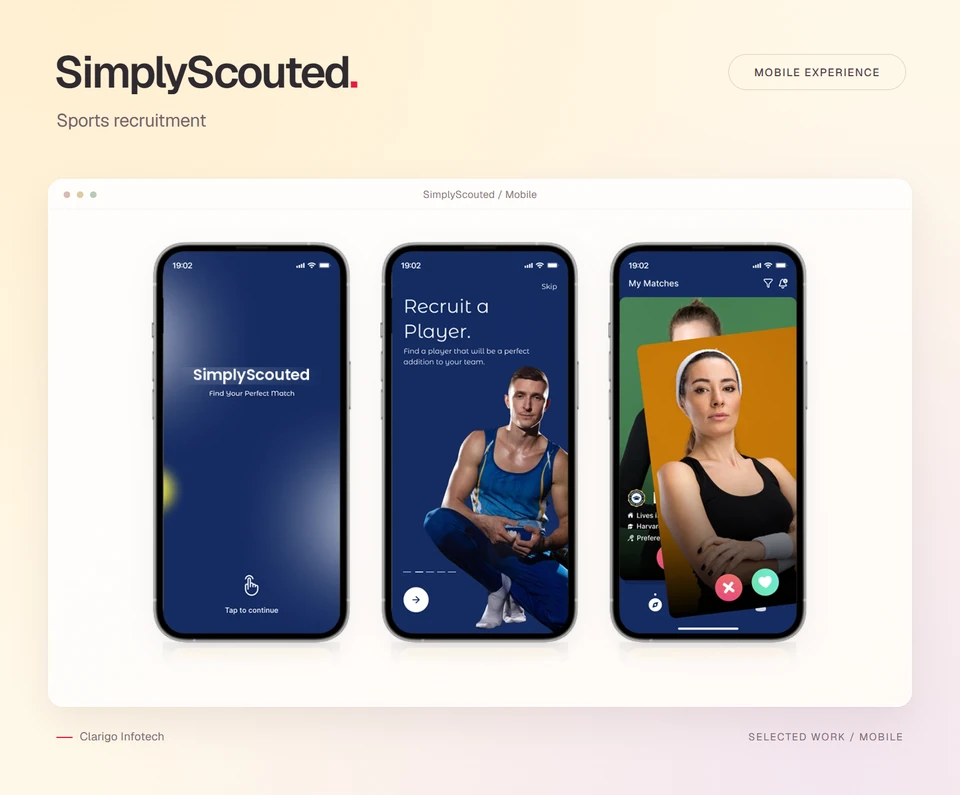 SimplyScouted.
Sports recruitment
MOBILE EXPERIENCE
SimplyScouted / Mobile
19:02
SimplyScouted
Find Your Perfect Match
Tap to continue
19:02
Skip
Recruit a
Player.
Find a player that will be a perfect
addition to your team.
19:02
My Matches
Lives
Harvar
Prefere
Clarigo Infotech
SELECTED WORK / MOBILE